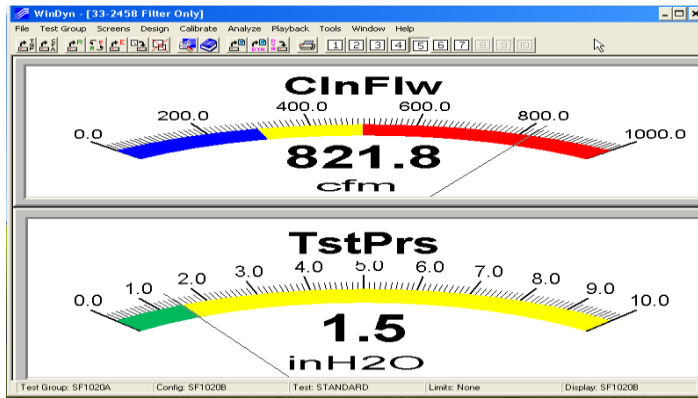 WinDyn - [33-2458 Filter Only]
File Test Group Screens Design Calibrate Analyze Playback Tools Window Help
1 2 3 4 5 6 7 8 9 10
ClnFlw
0.0 200.0 400.0 600.0 800.0 1000.0
821.8
cfm
TstPrs
0.0 1.0 2.0 3.0 4.0 5.0 6.0 7.0 8.0 9.0 10.0
1.5
inH2O
Test Group: SF1020A Config: SF1020B Test: STANDARD Limits: None Display: SF1020B